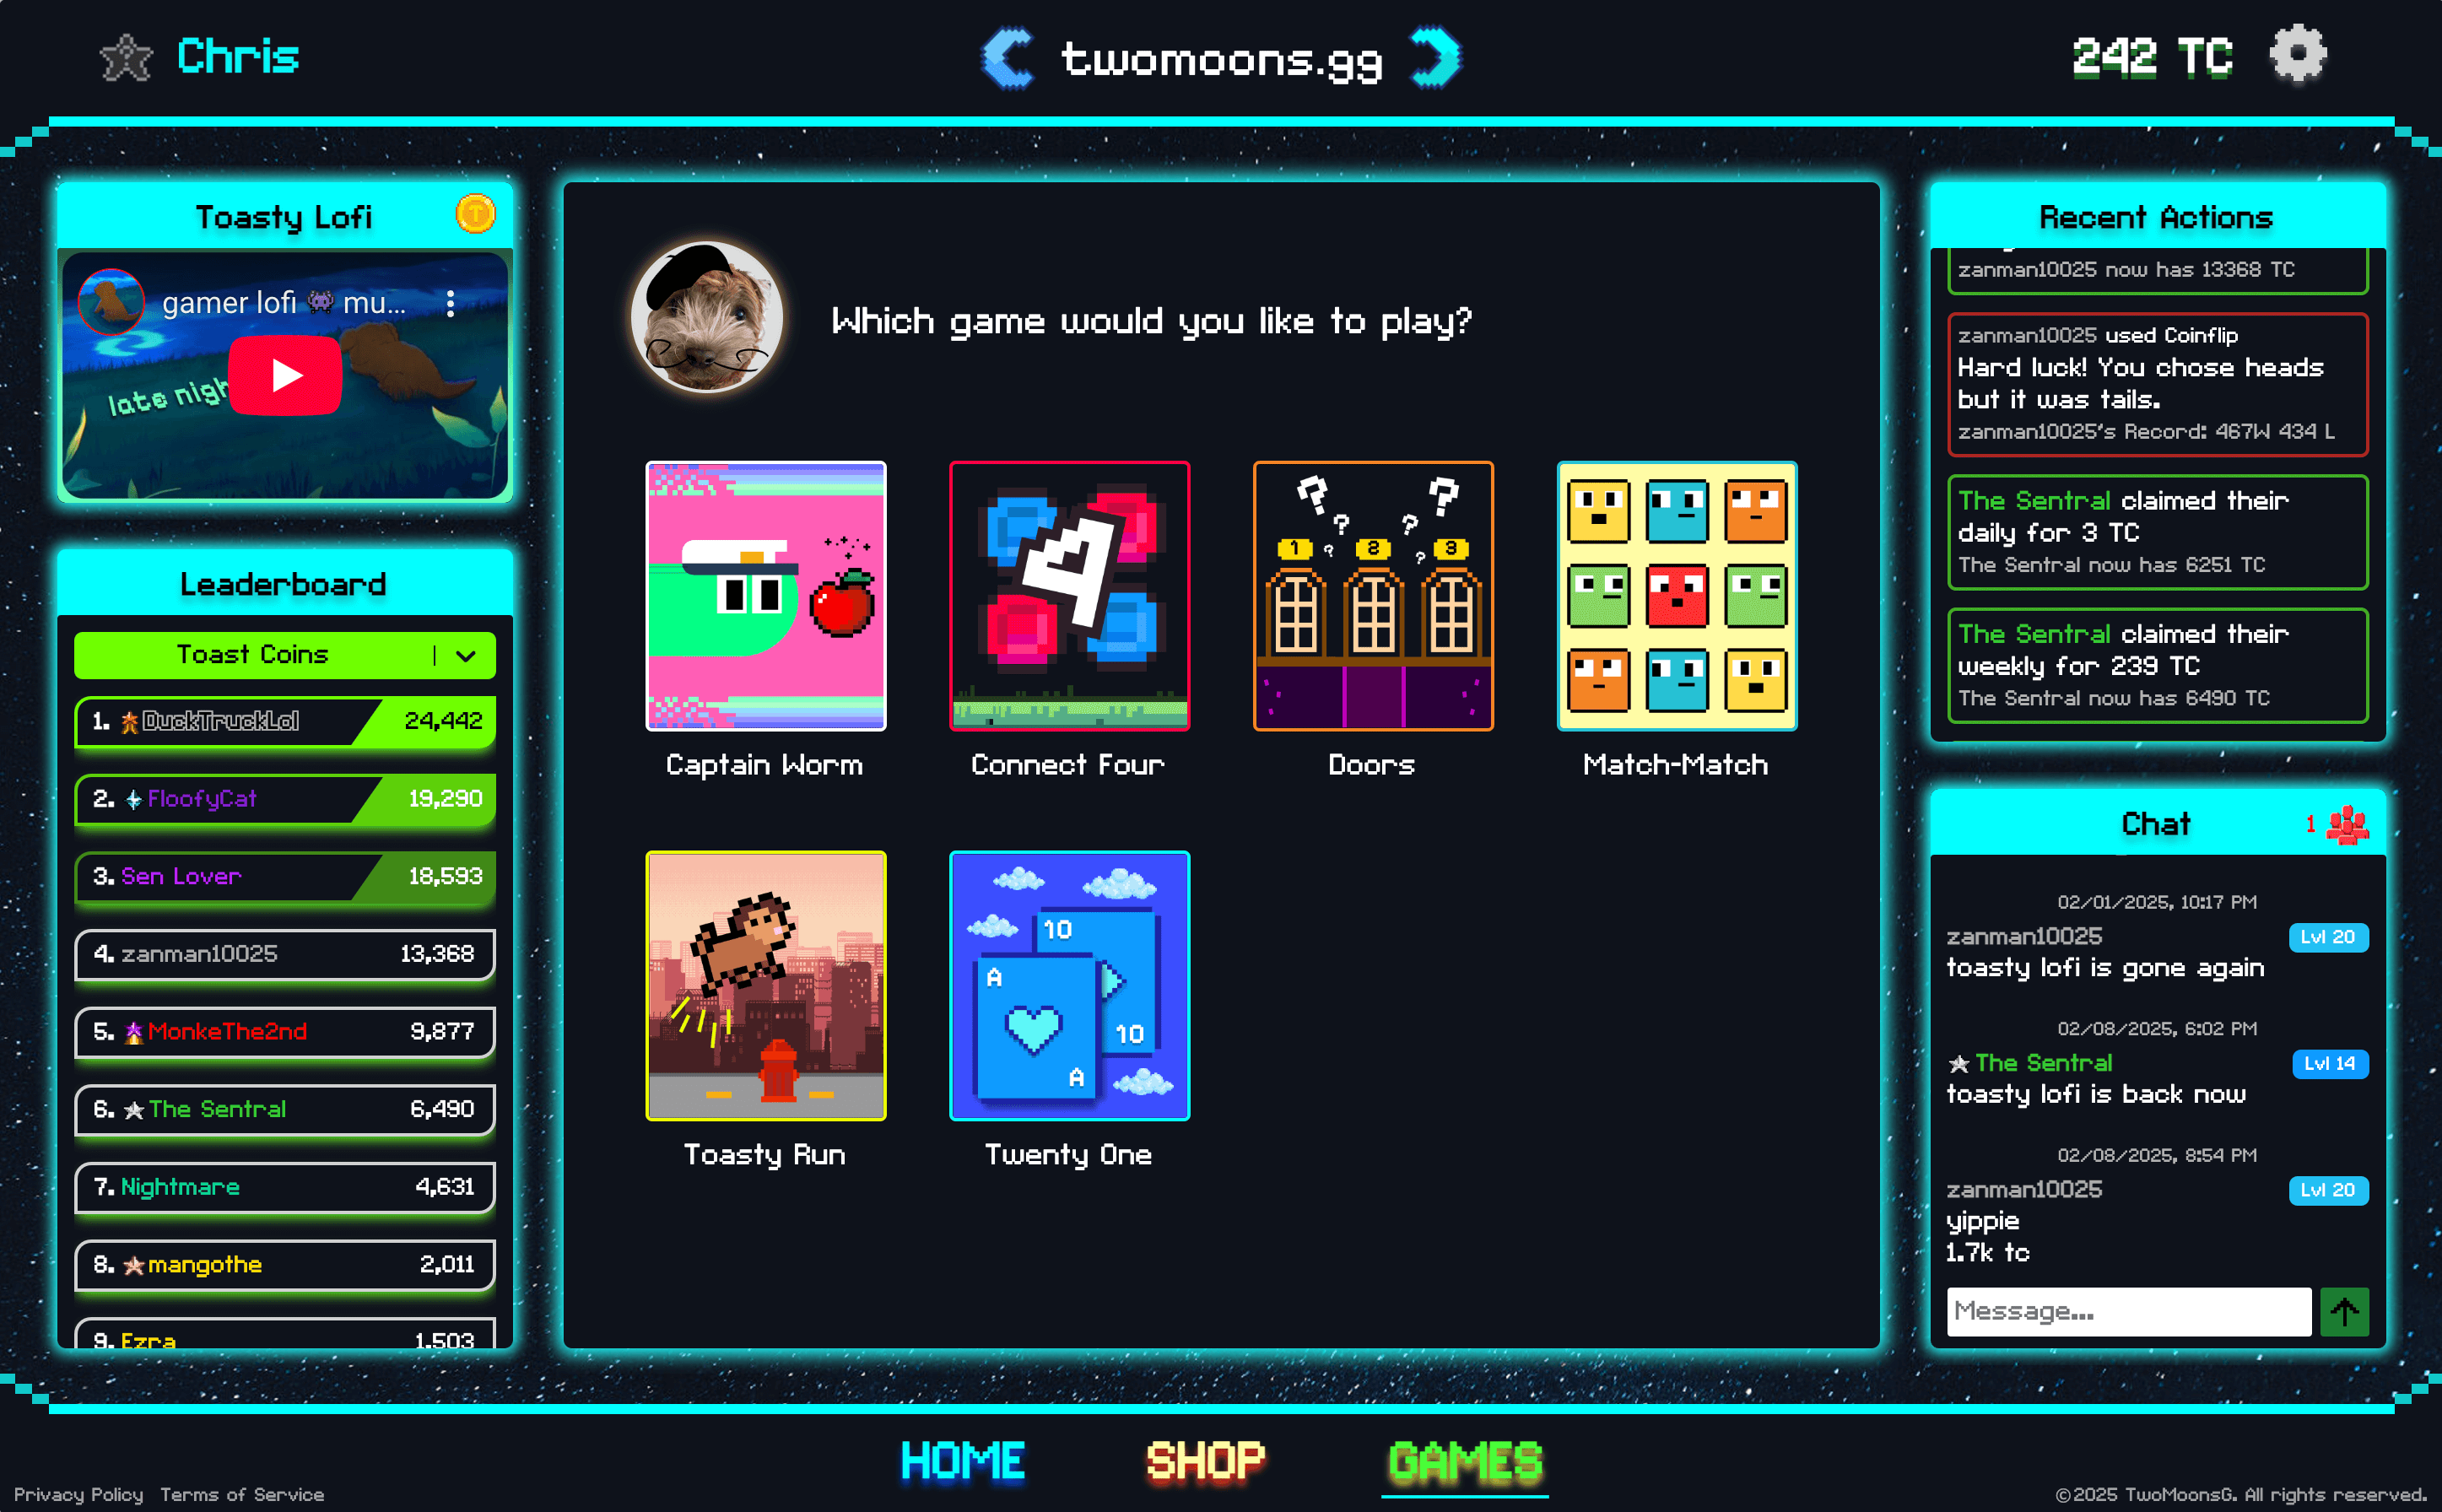 Chris
twomoons.gg
242 TC
Toasty Lofi
T
gamer lofi 👾 mu...
late nigh
Leaderboard
Toast Coins
1. DuckTruckLol 24,442
2. FloofyCat 19,290
3. Sen Lover 18,593
4. zanman10025 13,368
5. MonkeThe2nd 9,877
6. The Sentral 6,490
7. Nightmare 4,631
8. mangothe 2,011
9. Ezra 1,503
Which game would you like to play?
4
? ?
? ?
? ?
1 2 3
Captain Worm
Connect Four
Doors
Match-Match
10
A
10
A
Toasty Run
Twenty One
Recent Actions
zanman10025 now has 13368 TC
zanman10025 used Coinflip
Hard luck! You chose heads
but it was tails.
zanman10025's Record: 467W 434 L
The Sentral claimed their
daily for 3 TC
The Sentral now has 6251 TC
The Sentral claimed their
weekly for 239 TC
The Sentral now has 6490 TC
Chat
1
02/01/2025, 10:17 PM
zanman10025 Lvl 20
toasty lofi is gone again
02/08/2025, 6:02 PM
The Sentral Lvl 14
toasty lofi is back now
02/08/2025, 8:54 PM
zanman10025 Lvl 20
yippie
1.7k tc
Message...
HOME
SHOP
GAMES
Privacy Policy
Terms of Service
©2025 TwoMoonsG. All rights reserved.